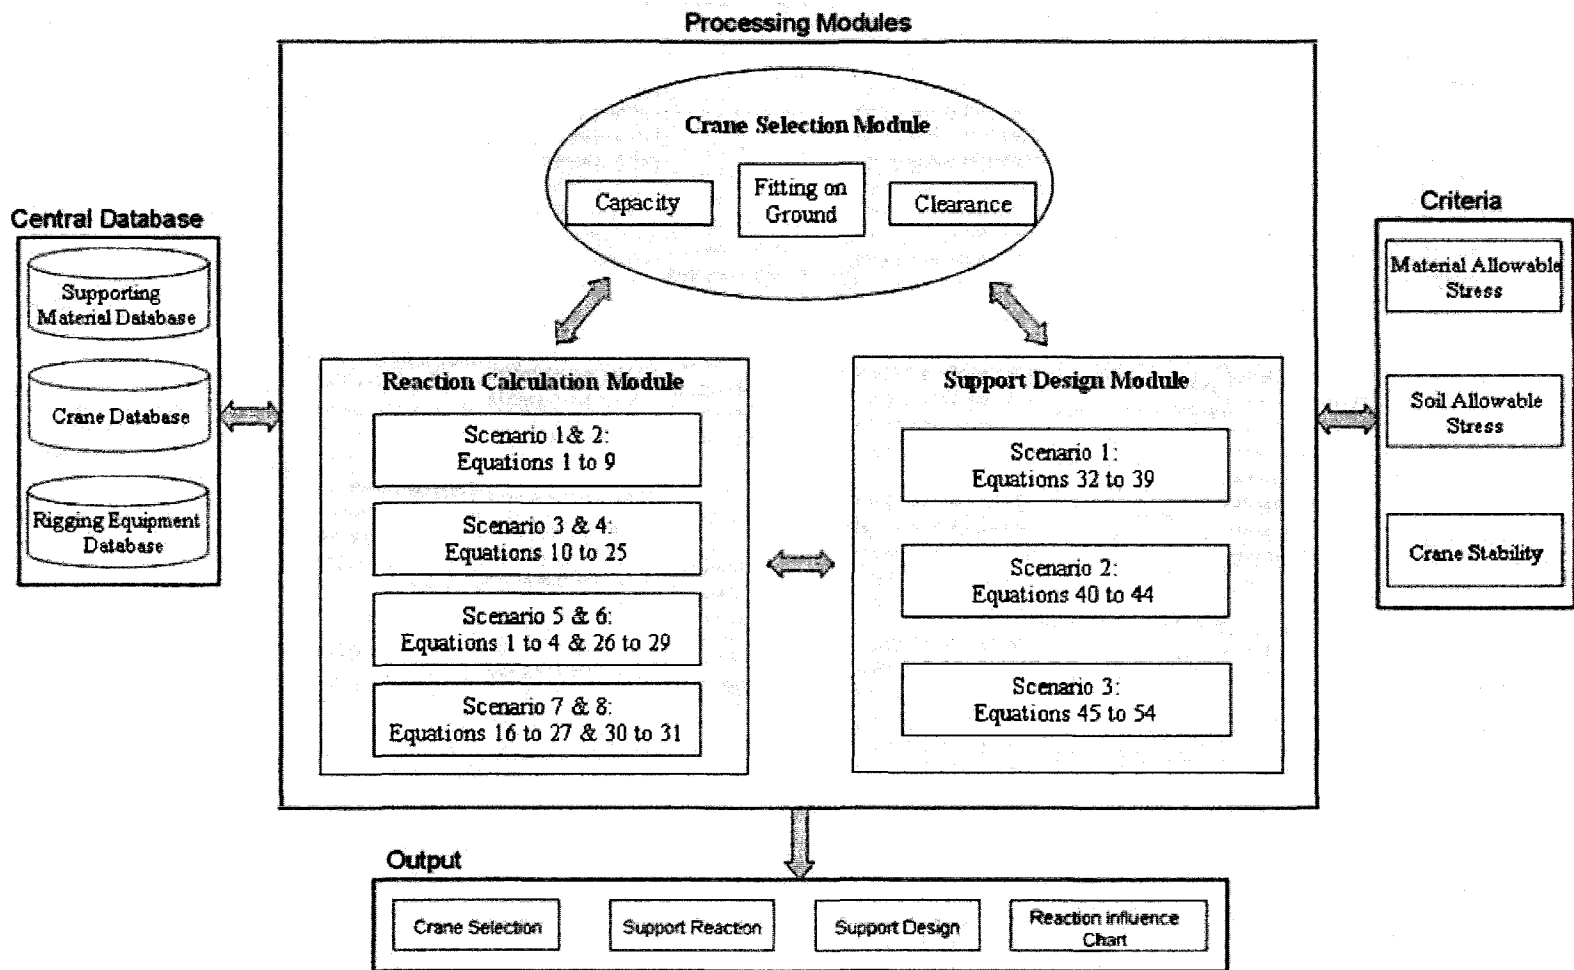 Processing Modules
Crane Selection Module
Capacity
Fitting on
Ground
Clearance
Central Database
Supporting
Material Database
Crane Database
Rigging Equipment
Database
Reaction Calculation Module
Scenario 1& 2:
Equations 1 to 9
Scenario 3 & 4:
Equations 10 to 25
Scenario 5 & 6:
Equations 1 to 4 & 26 to 29
Scenario 7 & 8:
Equations 16 to 27 & 30 to 31
Support Design Module
Scenario 1:
Equations 32 to 39
Scenario 2:
Equations 40 to 44
Scenario 3:
Equations 45 to 54
Criteria
Material Allowable
Stress
Soil Allowable
Stress
Crane Stability
Output
Crane Selection
Support Reaction
Support Design
Reaction Influence
Chart